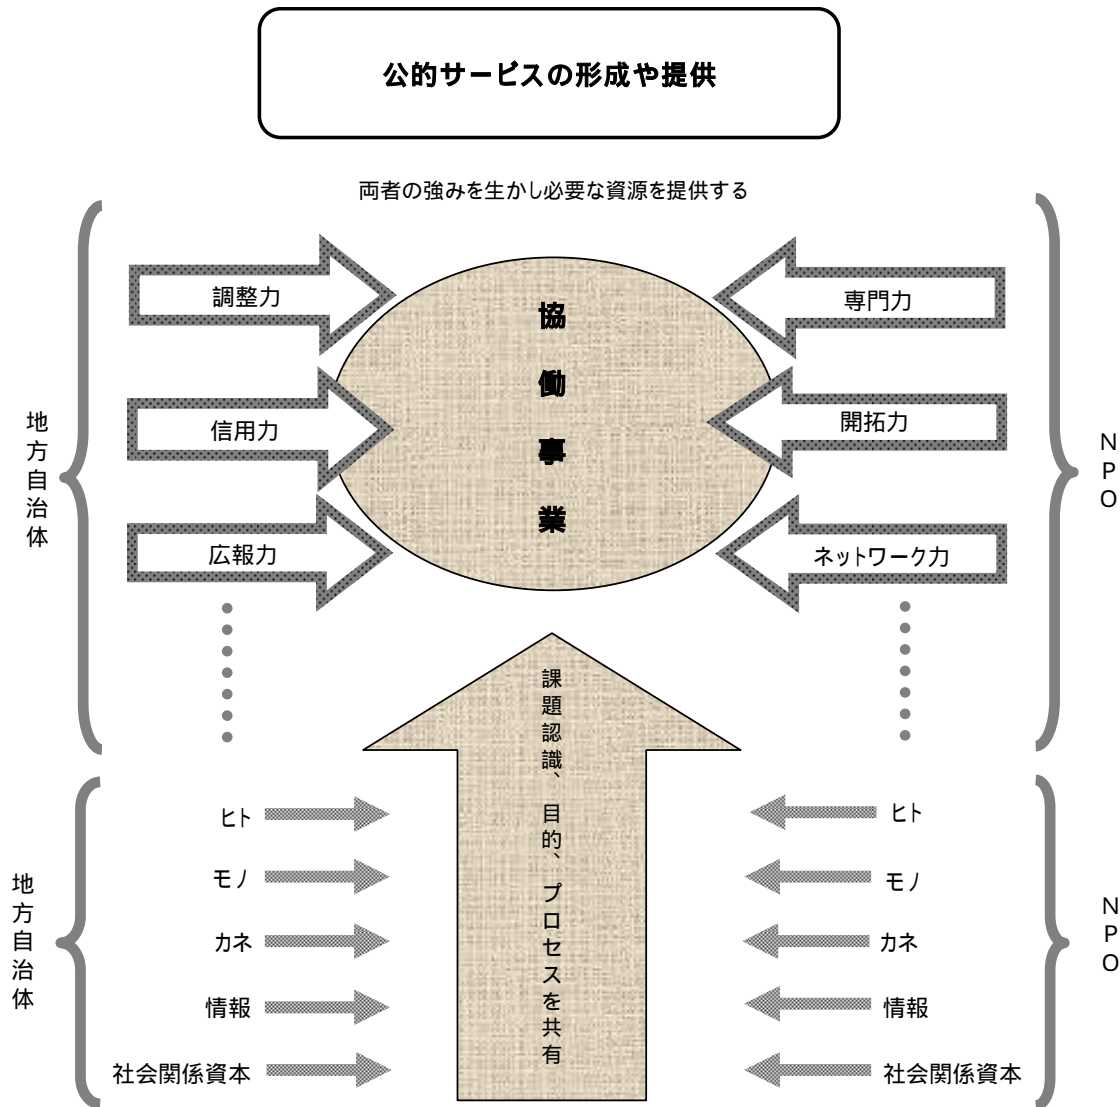 公的サービスの形成や提供
両者の強みを生かし必要な資源を提供する
地方自治体
調整力
信用力
広報力
協働事業
専門力
開拓力
ネットワーク力
NPO
課題認識、目的、プロセスを共有
地方自治体
ヒト
モノ
カネ
情報
社会関係資本
ヒト
モノ
カネ
情報
社会関係資本
NPO